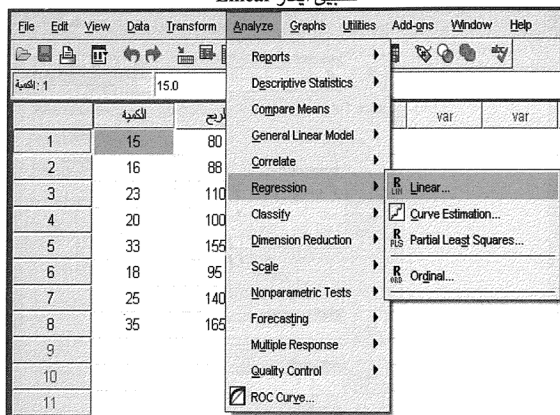 Linear
File Edit View Data Transform Analyze Graphs Utilities Add-ons Window Help
1 : الكمية 15.0
الكمية var var
1 15 80
2 16 88
3 23 110
4 20 100
5 33 155
6 18 95
7 25 140
8 35 165
9
10
11
Reports
Descriptive Statistics
Compare Means
General Linear Model
Correlate
Regression
Classify
Dimension Reduction
Scale
Nonparametric Tests
Forecasting
Multiple Response
Quality Control
ROC Curve...
R LIN Linear...
Curve Estimation...
R PLS Partial Least Squares...
R ORD Ordinal...